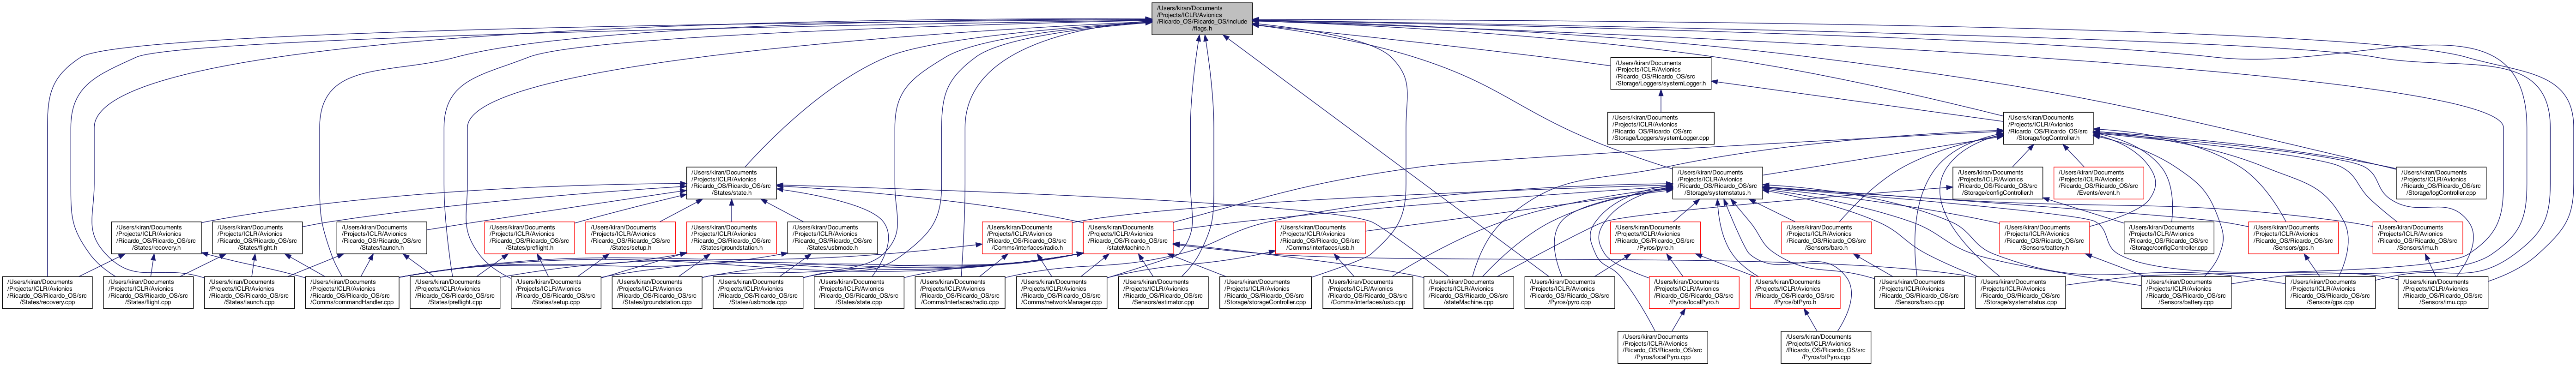 /Users/kiran/Documents
/Projects/ICLR/Avionics
/Ricardo_OS/Ricardo_OS/include
/flags.h
/Users/kiran/Documents
/Projects/ICLR/Avionics
/Ricardo_OS/Ricardo_OS/src
/Storage/Loggers/systemLogger.h
/Users/kiran/Documents
/Projects/ICLR/Avionics
/Ricardo_OS/Ricardo_OS/src
/Storage/Loggers/systemLogger.cpp
/Users/kiran/Documents
/Projects/ICLR/Avionics
/Ricardo_OS/Ricardo_OS/src
/Storage/logController.h
/Users/kiran/Documents
/Projects/ICLR/Avionics
/Ricardo_OS/Ricardo_OS/src
/States/state.h
/Users/kiran/Documents
/Projects/ICLR/Avionics
/Ricardo_OS/Ricardo_OS/src
/Storage/systemstatus.h
/Users/kiran/Documents
/Projects/ICLR/Avionics
/Ricardo_OS/Ricardo_OS/src
/Storage/configController.h
/Users/kiran/Documents
/Projects/ICLR/Avionics
/Ricardo_OS/Ricardo_OS/src
/Events/event.h
/Users/kiran/Documents
/Projects/ICLR/Avionics
/Ricardo_OS/Ricardo_OS/src
/Storage/logController.cpp
/Users/kiran/Documents
/Projects/ICLR/Avionics
/Ricardo_OS/Ricardo_OS/src
/States/recovery.h
/Users/kiran/Documents
/Projects/ICLR/Avionics
/Ricardo_OS/Ricardo_OS/src
/States/flight.h
/Users/kiran/Documents
/Projects/ICLR/Avionics
/Ricardo_OS/Ricardo_OS/src
/States/launch.h
/Users/kiran/Documents
/Projects/ICLR/Avionics
/Ricardo_OS/Ricardo_OS/src
/States/preflight.h
/Users/kiran/Documents
/Projects/ICLR/Avionics
/Ricardo_OS/Ricardo_OS/src
/States/setup.h
/Users/kiran/Documents
/Projects/ICLR/Avionics
/Ricardo_OS/Ricardo_OS/src
/States/groundstation.h
/Users/kiran/Documents
/Projects/ICLR/Avionics
/Ricardo_OS/Ricardo_OS/src
/States/usbmode.h
/Users/kiran/Documents
/Projects/ICLR/Avionics
/Ricardo_OS/Ricardo_OS/src
/Comms/interfaces/radio.h
/Users/kiran/Documents
/Projects/ICLR/Avionics
/Ricardo_OS/Ricardo_OS/src
/stateMachine.h
/Users/kiran/Documents
/Projects/ICLR/Avionics
/Ricardo_OS/Ricardo_OS/src
/Comms/interfaces/usb.h
/Users/kiran/Documents
/Projects/ICLR/Avionics
/Ricardo_OS/Ricardo_OS/src
/Pyros/pyro.h
/Users/kiran/Documents
/Projects/ICLR/Avionics
/Ricardo_OS/Ricardo_OS/src
/Sensors/baro.h
/Users/kiran/Documents
/Projects/ICLR/Avionics
/Ricardo_OS/Ricardo_OS/src
/Sensors/battery.h
/Users/kiran/Documents
/Projects/ICLR/Avionics
/Ricardo_OS/Ricardo_OS/src
/Storage/configController.cpp
/Users/kiran/Documents
/Projects/ICLR/Avionics
/Ricardo_OS/Ricardo_OS/src
/Sensors/gps.h
/Users/kiran/Documents
/Projects/ICLR/Avionics
/Ricardo_OS/Ricardo_OS/src
/Sensors/imu.h
/Users/kiran/Documents
/Projects/ICLR/Avionics
/Ricardo_OS/Ricardo_OS/src
/States/recovery.cpp
/Users/kiran/Documents
/Projects/ICLR/Avionics
/Ricardo_OS/Ricardo_OS/src
/States/flight.cpp
/Users/kiran/Documents
/Projects/ICLR/Avionics
/Ricardo_OS/Ricardo_OS/src
/States/launch.cpp
/Users/kiran/Documents
/Projects/ICLR/Avionics
/Ricardo_OS/Ricardo_OS/src
/Comms/commandHandler.cpp
/Users/kiran/Documents
/Projects/ICLR/Avionics
/Ricardo_OS/Ricardo_OS/src
/States/preflight.cpp
/Users/kiran/Documents
/Projects/ICLR/Avionics
/Ricardo_OS/Ricardo_OS/src
/States/setup.cpp
/Users/kiran/Documents
/Projects/ICLR/Avionics
/Ricardo_OS/Ricardo_OS/src
/States/groundstation.cpp
/Users/kiran/Documents
/Projects/ICLR/Avionics
/Ricardo_OS/Ricardo_OS/src
/States/usbmode.cpp
/Users/kiran/Documents
/Projects/ICLR/Avionics
/Ricardo_OS/Ricardo_OS/src
/States/state.cpp
/Users/kiran/Documents
/Projects/ICLR/Avionics
/Ricardo_OS/Ricardo_OS/src
/Comms/interfaces/radio.cpp
/Users/kiran/Documents
/Projects/ICLR/Avionics
/Ricardo_OS/Ricardo_OS/src
/Comms/networkManager.cpp
/Users/kiran/Documents
/Projects/ICLR/Avionics
/Ricardo_OS/Ricardo_OS/src
/Sensors/estimator.cpp
/Users/kiran/Documents
/Projects/ICLR/Avionics
/Ricardo_OS/Ricardo_OS/src
/Storage/storageController.cpp
/Users/kiran/Documents
/Projects/ICLR/Avionics
/Ricardo_OS/Ricardo_OS/src
/Comms/interfaces/usb.cpp
/Users/kiran/Documents
/Projects/ICLR/Avionics
/Ricardo_OS/Ricardo_OS/src
/stateMachine.cpp
/Users/kiran/Documents
/Projects/ICLR/Avionics
/Ricardo_OS/Ricardo_OS/src
/Pyros/pyro.cpp
/Users/kiran/Documents
/Projects/ICLR/Avionics
/Ricardo_OS/Ricardo_OS/src
/Pyros/localPyro.h
/Users/kiran/Documents
/Projects/ICLR/Avionics
/Ricardo_OS/Ricardo_OS/src
/Pyros/btPyro.h
/Users/kiran/Documents
/Projects/ICLR/Avionics
/Ricardo_OS/Ricardo_OS/src
/Sensors/baro.cpp
/Users/kiran/Documents
/Projects/ICLR/Avionics
/Ricardo_OS/Ricardo_OS/src
/Storage/systemstatus.cpp
/Users/kiran/Documents
/Projects/ICLR/Avionics
/Ricardo_OS/Ricardo_OS/src
/Sensors/battery.cpp
/Users/kiran/Documents
/Projects/ICLR/Avionics
/Ricardo_OS/Ricardo_OS/src
/Sensors/gps.cpp
/Users/kiran/Documents
/Projects/ICLR/Avionics
/Ricardo_OS/Ricardo_OS/src
/Sensors/imu.cpp
/Users/kiran/Documents
/Projects/ICLR/Avionics
/Ricardo_OS/Ricardo_OS/src
/Pyros/localPyro.cpp
/Users/kiran/Documents
/Projects/ICLR/Avionics
/Ricardo_OS/Ricardo_OS/src
/Pyros/btPyro.cpp